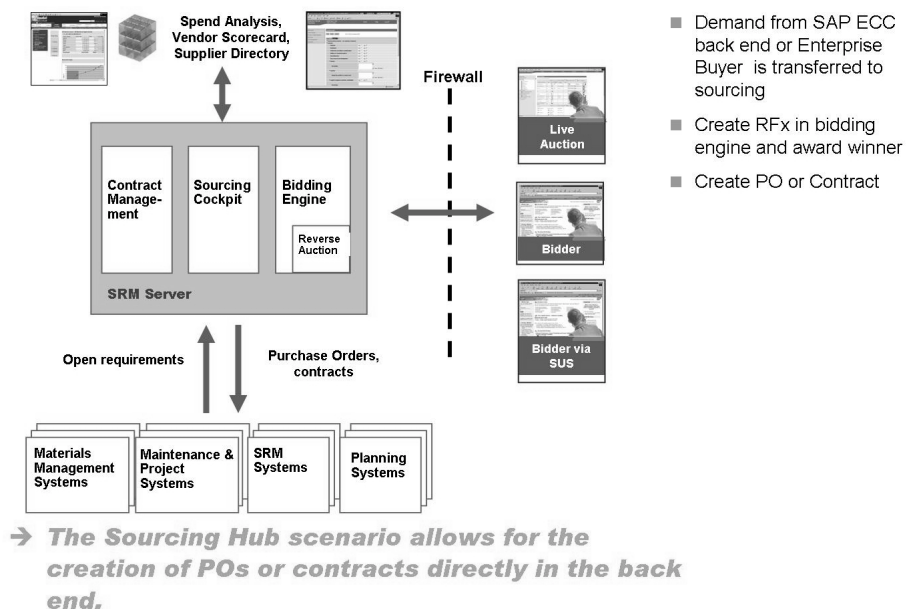 Spend Analysis,
Vendor Scorecard,
Supplier Directory
Firewall
Contract
Manage-
ment
Sourcing
Cockpit
Bidding
Engine
Reverse
Auction
SRM Server
Live
Auction
Bidder
Bidder via
SUS
Open requirements
Purchase Orders,
contracts
Materials
Management
Systems
Maintenance &
Project
Systems
SRM
Systems
Planning
Systems
Demand from SAP ECC
back end or Enterprise
Buyer is transferred to
sourcing
Create RFx in bidding
engine and award winner
Create PO or Contract
The Sourcing Hub scenario allows for the
creation of POs or contracts directly in the back
end.